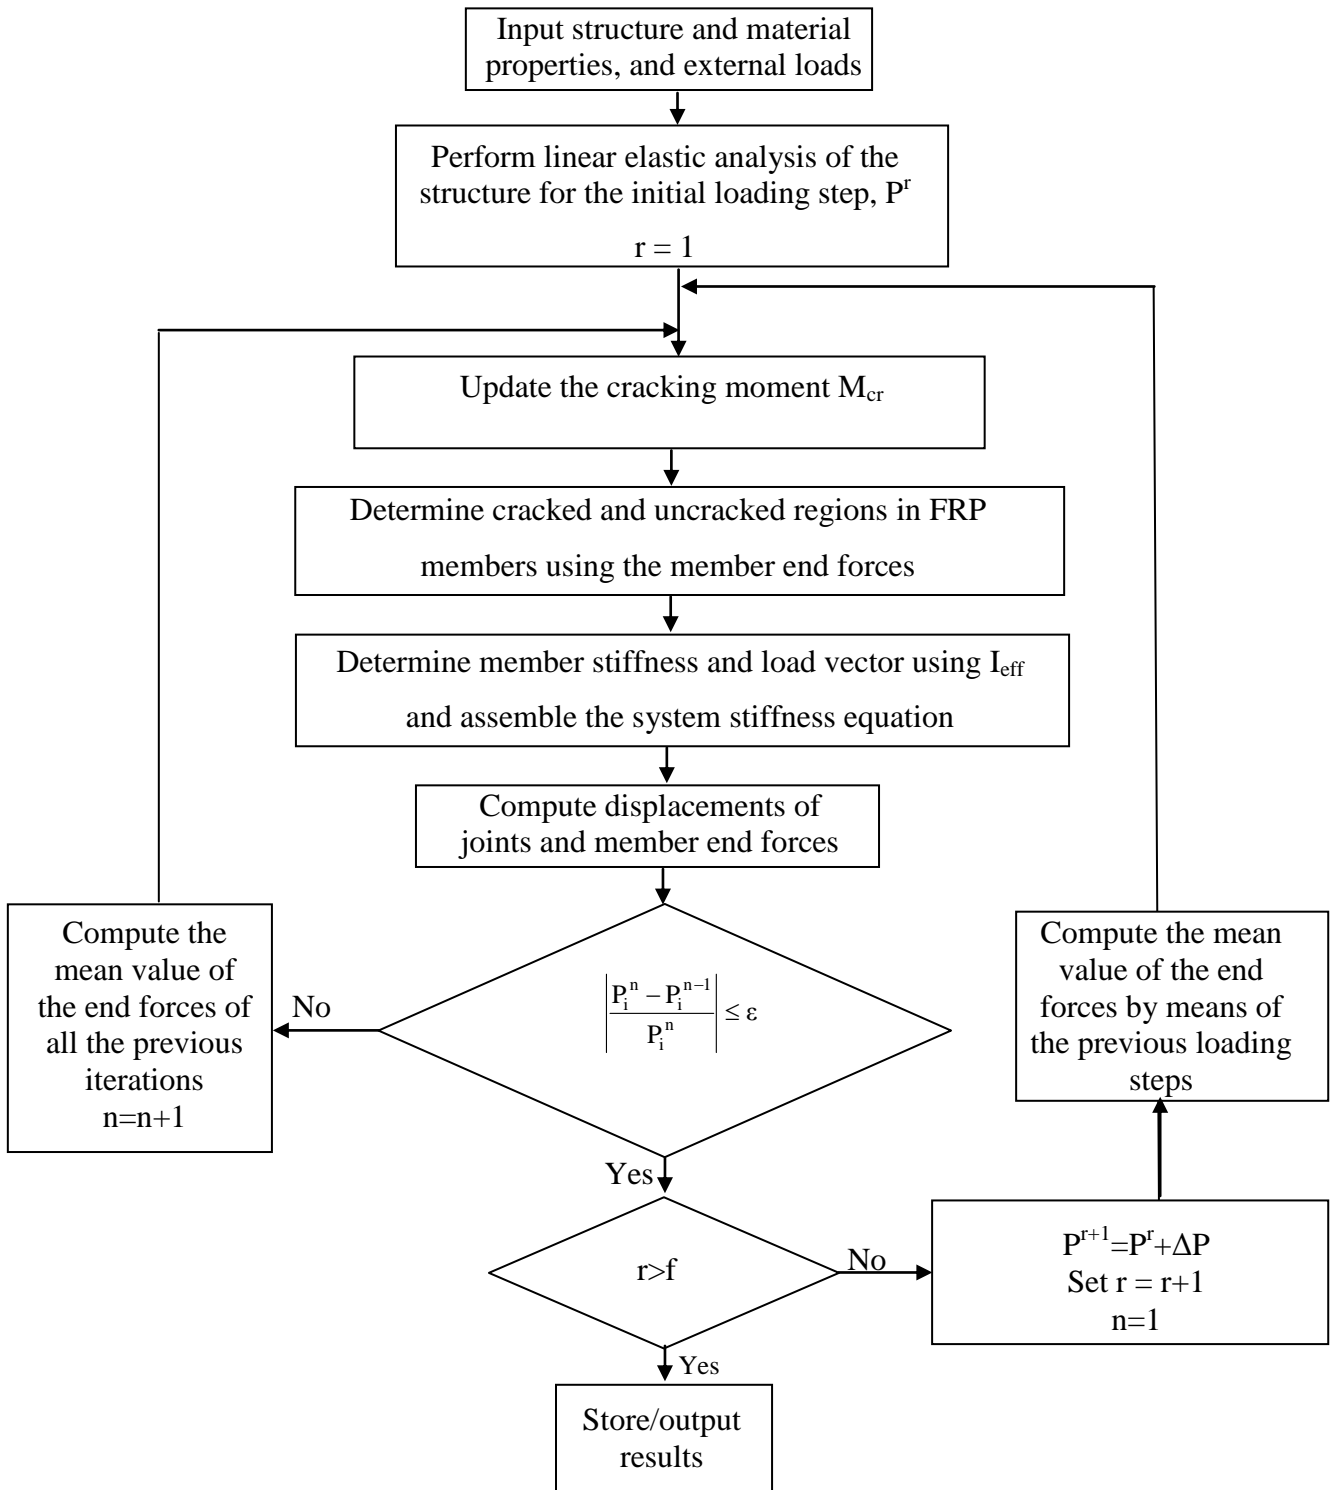 Input structure and material
properties, and external loads
Perform linear elastic analysis of the
structure for the initial loading step, P^r
r = 1
Update the cracking moment M_cr
Determine cracked and uncracked regions in FRP
members using the member end forces
Determine member stiffness and load vector using I_eff
and assemble the system stiffness equation
Compute displacements of
joints and member end forces
|(P_i^n − P_i^{n−1}) / P_i^n| ≤ ε
No
Compute the
mean value of
the end forces of
all the previous
iterations
n=n+1
Yes
r>f
No
P^{r+1}=P^r+ΔP
Set r = r+1
n=1
Compute the mean
value of the end
forces by means of
the previous loading
steps
Yes
Store/output
results